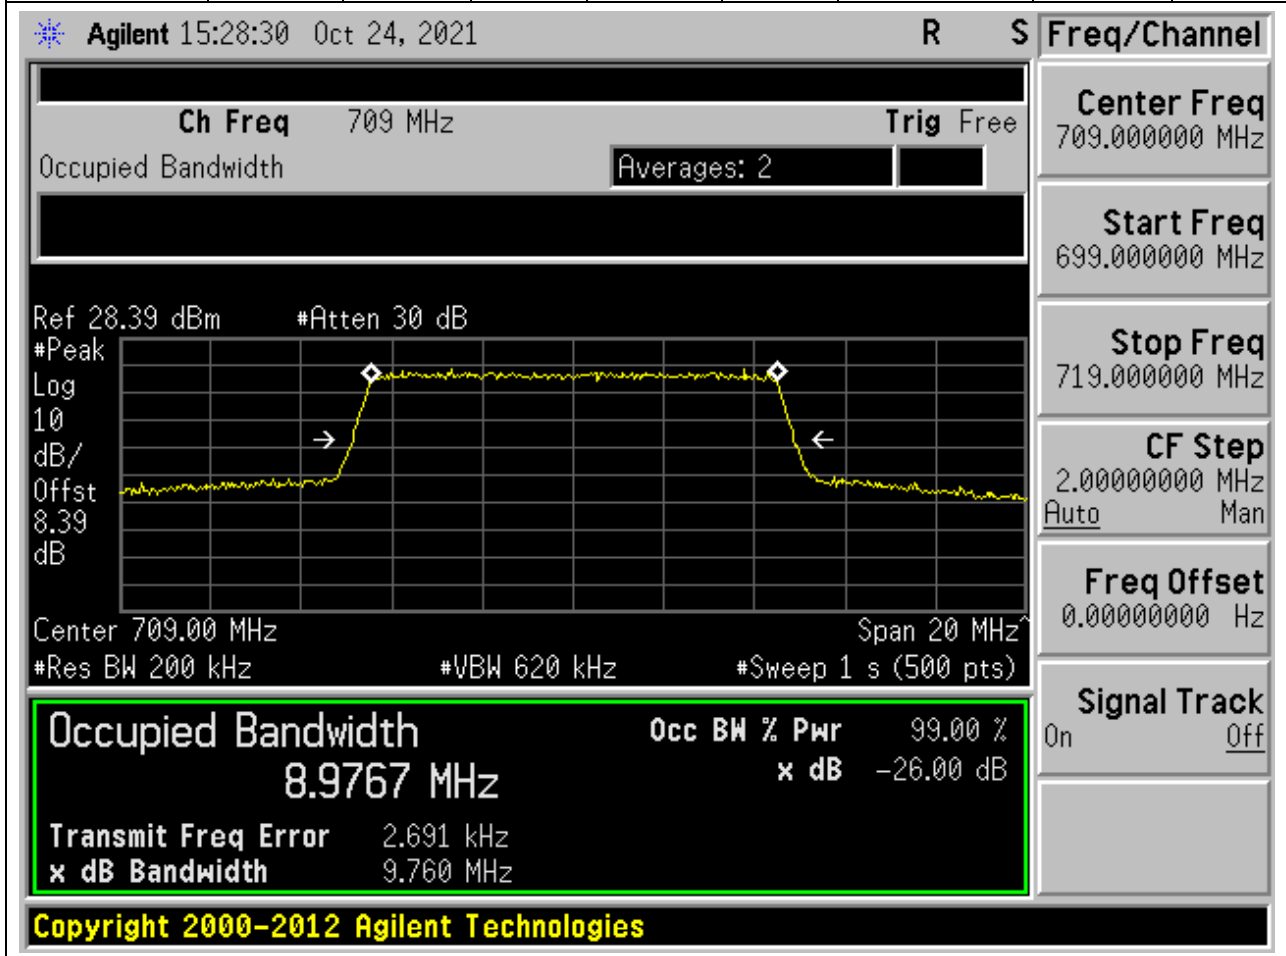 Agilent 15:28:30 Oct 24, 2021 R S
Freq/Channel
Ch Freq 709 MHz Trig Free
Occupied Bandwidth Averages: 2
Center Freq
709.000000 MHz
Start Freq
699.000000 MHz
Stop Freq
719.000000 MHz
CF Step
2.00000000 MHz
Auto Man
Freq Offset
0.00000000 Hz
Signal Track
On Off
Ref 28.39 dBm #Atten 30 dB
#Peak
Log
10
dB/
Offst
8.39
dB
Center 709.00 MHz Span 20 MHz^
#Res BW 200 kHz #VBW 620 kHz #Sweep 1 s (500 pts)
Occupied Bandwidth
8.9767 MHz
Occ BW % Pwr 99.00 %
x dB -26.00 dB
Transmit Freq Error 2.691 kHz
x dB Bandwidth 9.760 MHz
Copyright 2000-2012 Agilent Technologies